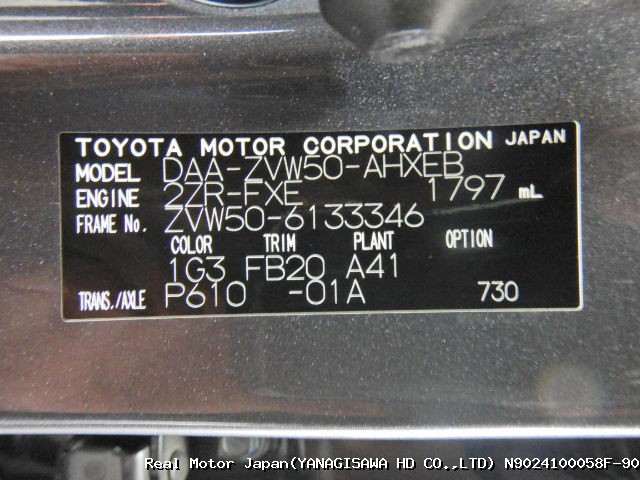 TOYOTA MOTOR CORPORATION JAPAN
MODEL DAA-ZVW50-AHXEB
ENGINE 2ZR-FXE 1797 mL
FRAME No. ZVW50-6133346
COLOR TRIM PLANT OPTION
1G3 FB20 A41
TRANS./AXLE P610 -01A 730
Real Motor Japan(YANAGISAWA HD CO.,LTD) N9024100058F-90